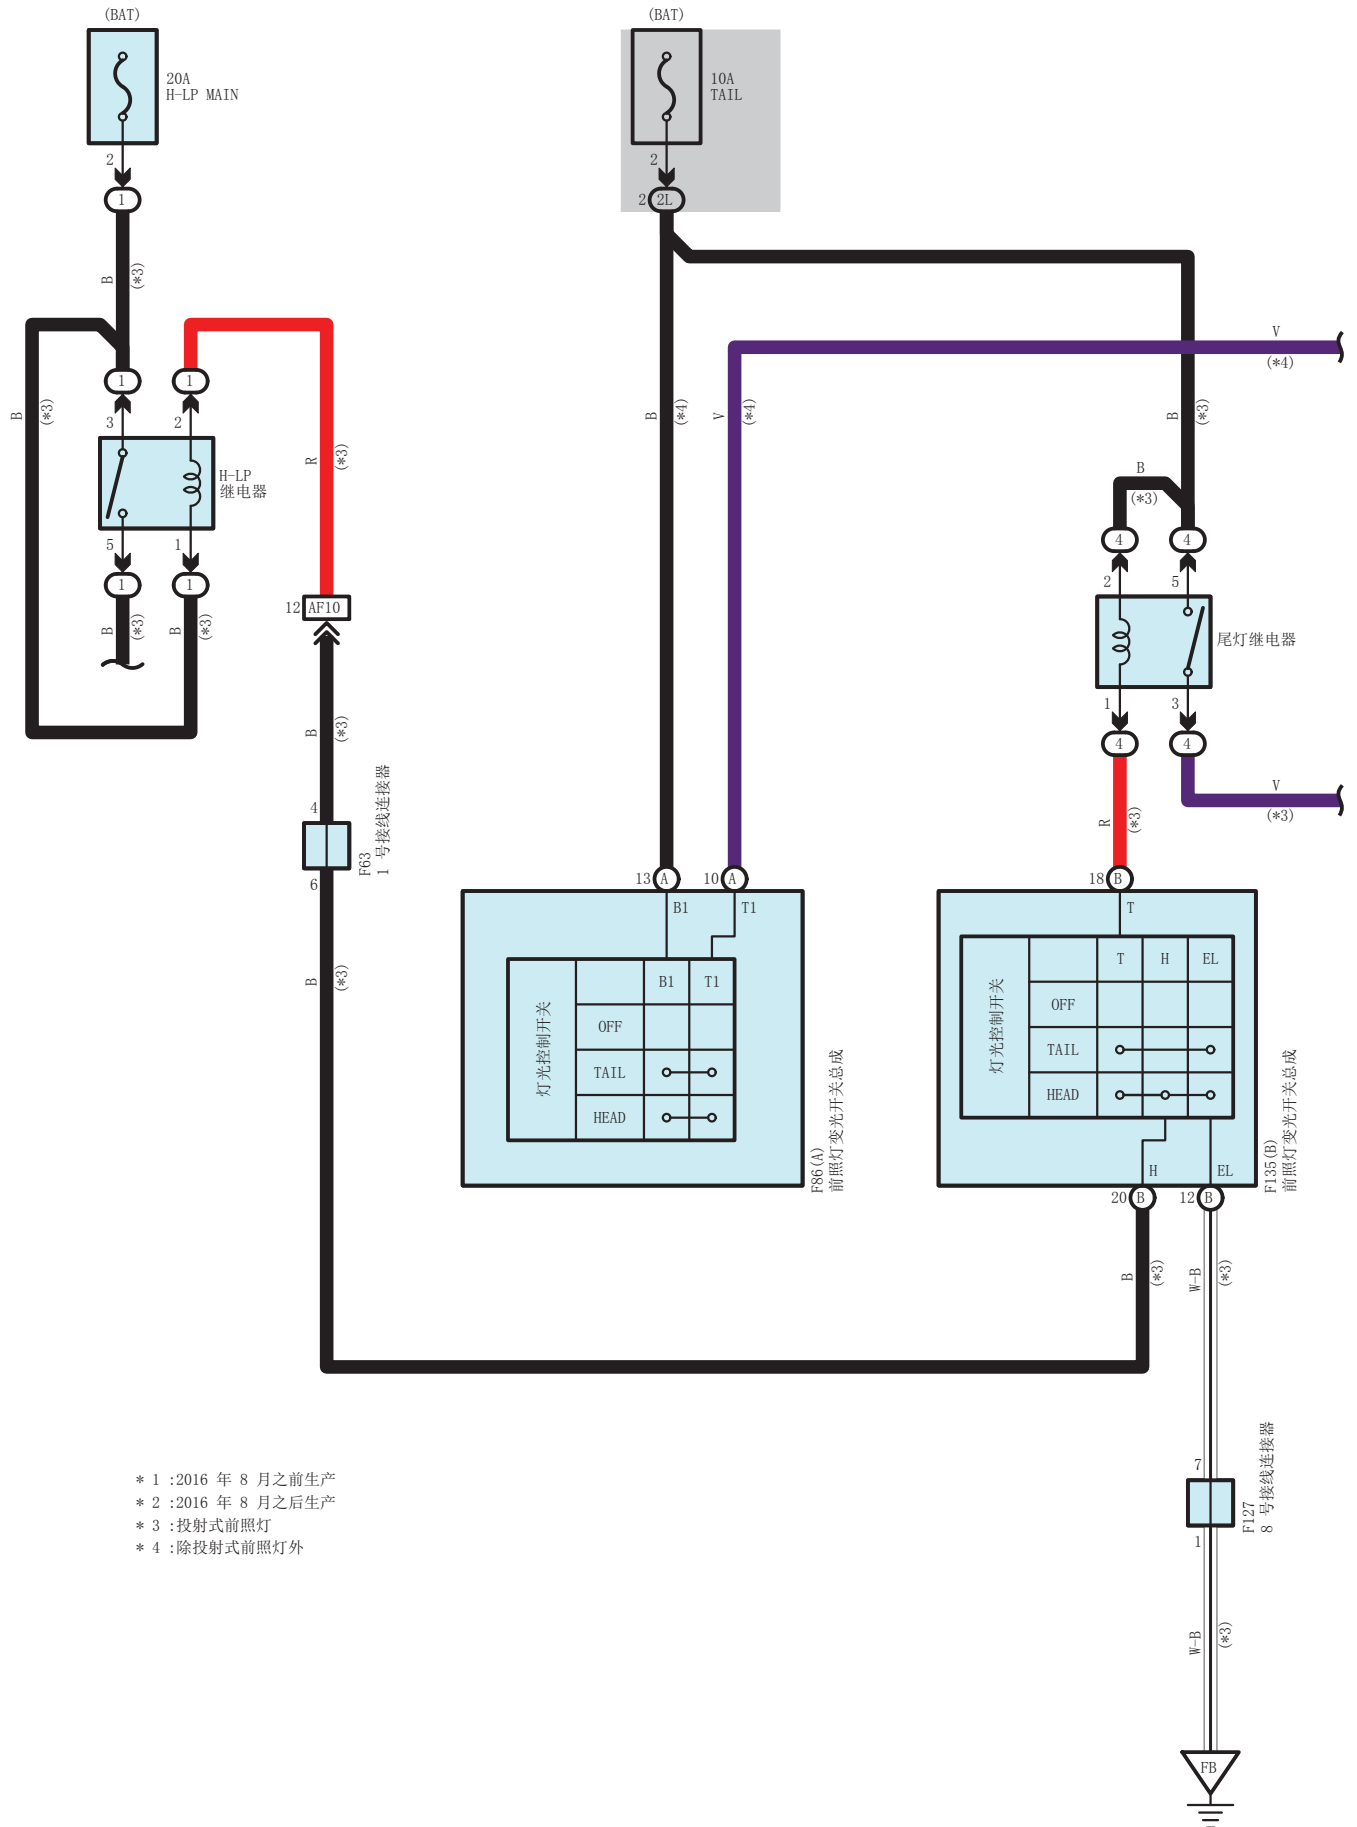 (BAT)
(BAT)
20A
H-LP MAIN
10A
TAIL
2
2
1
2
2L
B
(*3)
V
(*4)
1
1
B
(*3)
3
2
B
(*4)
V
(*4)
B
(*3)
R
(*3)
B
(*3)
H-LP
继电器
4
4
5
1
2
5
1
1
12
AF10
B
(*3)
B
(*3)
尾灯继电器
1
3
B
(*3)
4
4
V
(*3)
4
F63
1 号接线连接器
6
R
(*3)
13
A
10
A
18
B
B1
T1
T
B
(*3)
灯光控制开关
B1
T1
OFF
TAIL
HEAD
F86(A)
前照灯变光开关总成
灯光控制开关
T
H
EL
OFF
TAIL
HEAD
F135(B)
前照灯变光开关总成
H
EL
20
B
12
B
B
(*3)
W-B
(*3)
7
F127
8 号接线连接器
1
* 1 :2016 年 8 月之前生产
* 2 :2016 年 8 月之后生产
* 3 :投射式前照灯
* 4 :除投射式前照灯外
W-B
(*3)
FB